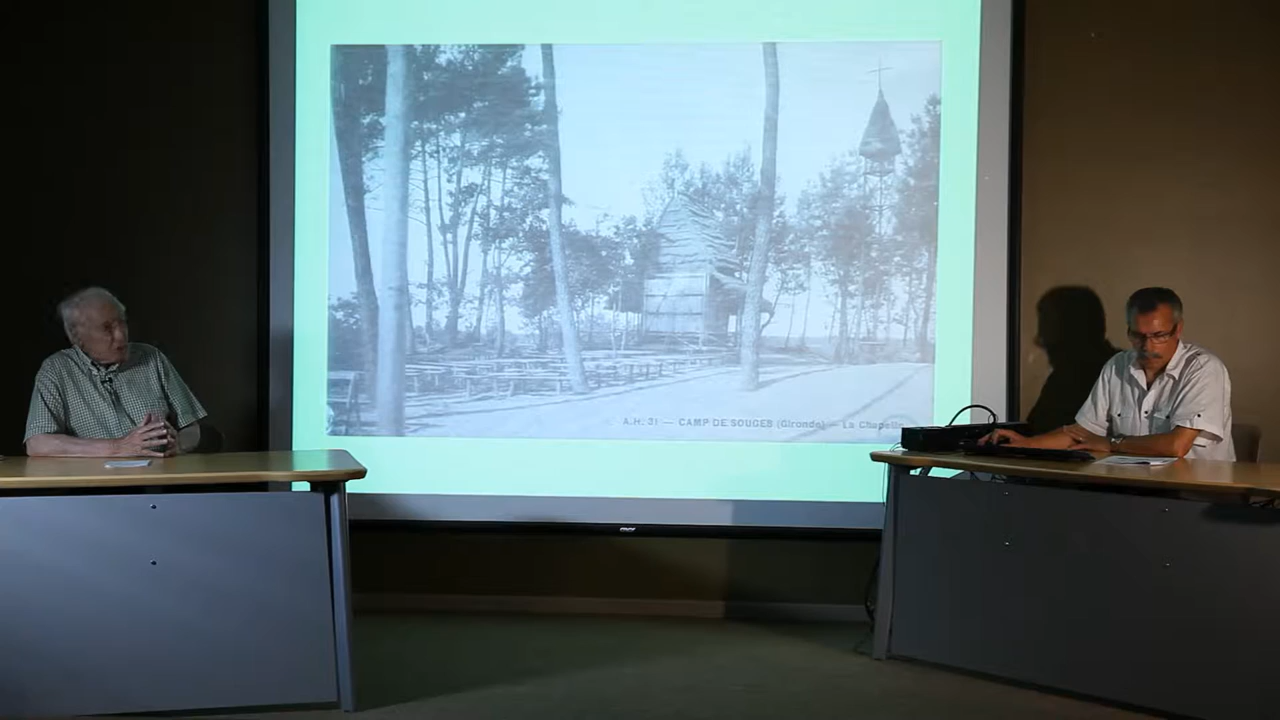 A.H. 31 — CAMP DE SOUGES (Gironde) — La Chapelle